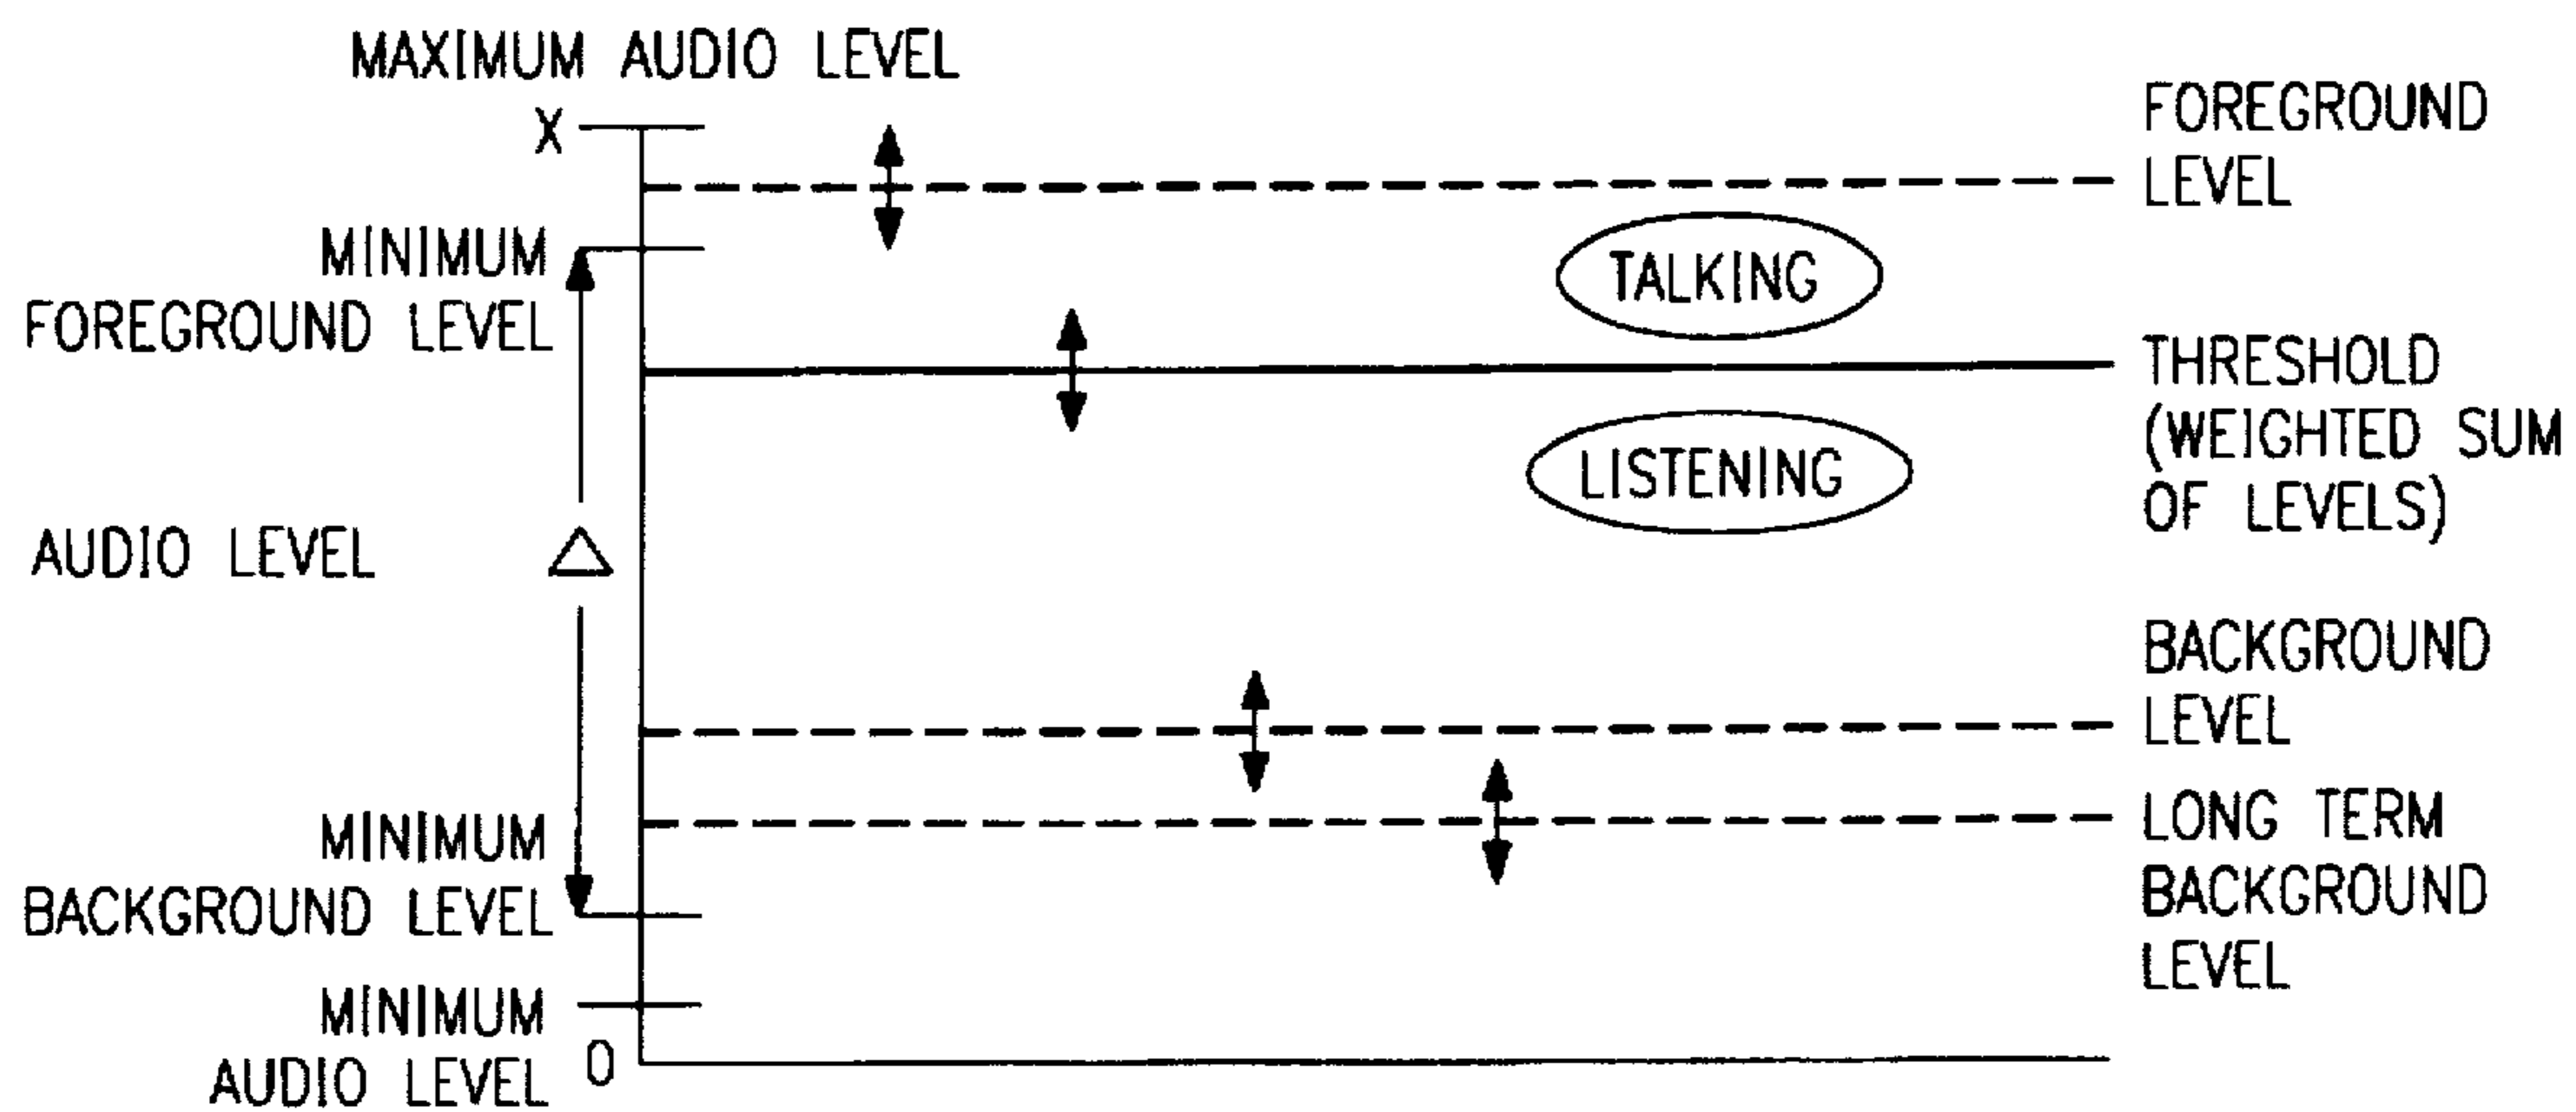 MAXIMUM AUDIO LEVEL
X
MINIMUM
FOREGROUND LEVEL
AUDIO LEVEL
△
MINIMUM
BACKGROUND LEVEL
MINIMUM
AUDIO LEVEL
0
TALKING
LISTENING
FOREGROUND
LEVEL
THRESHOLD
(WEIGHTED SUM
OF LEVELS)
BACKGROUND
LEVEL
LONG TERM
BACKGROUND
LEVEL